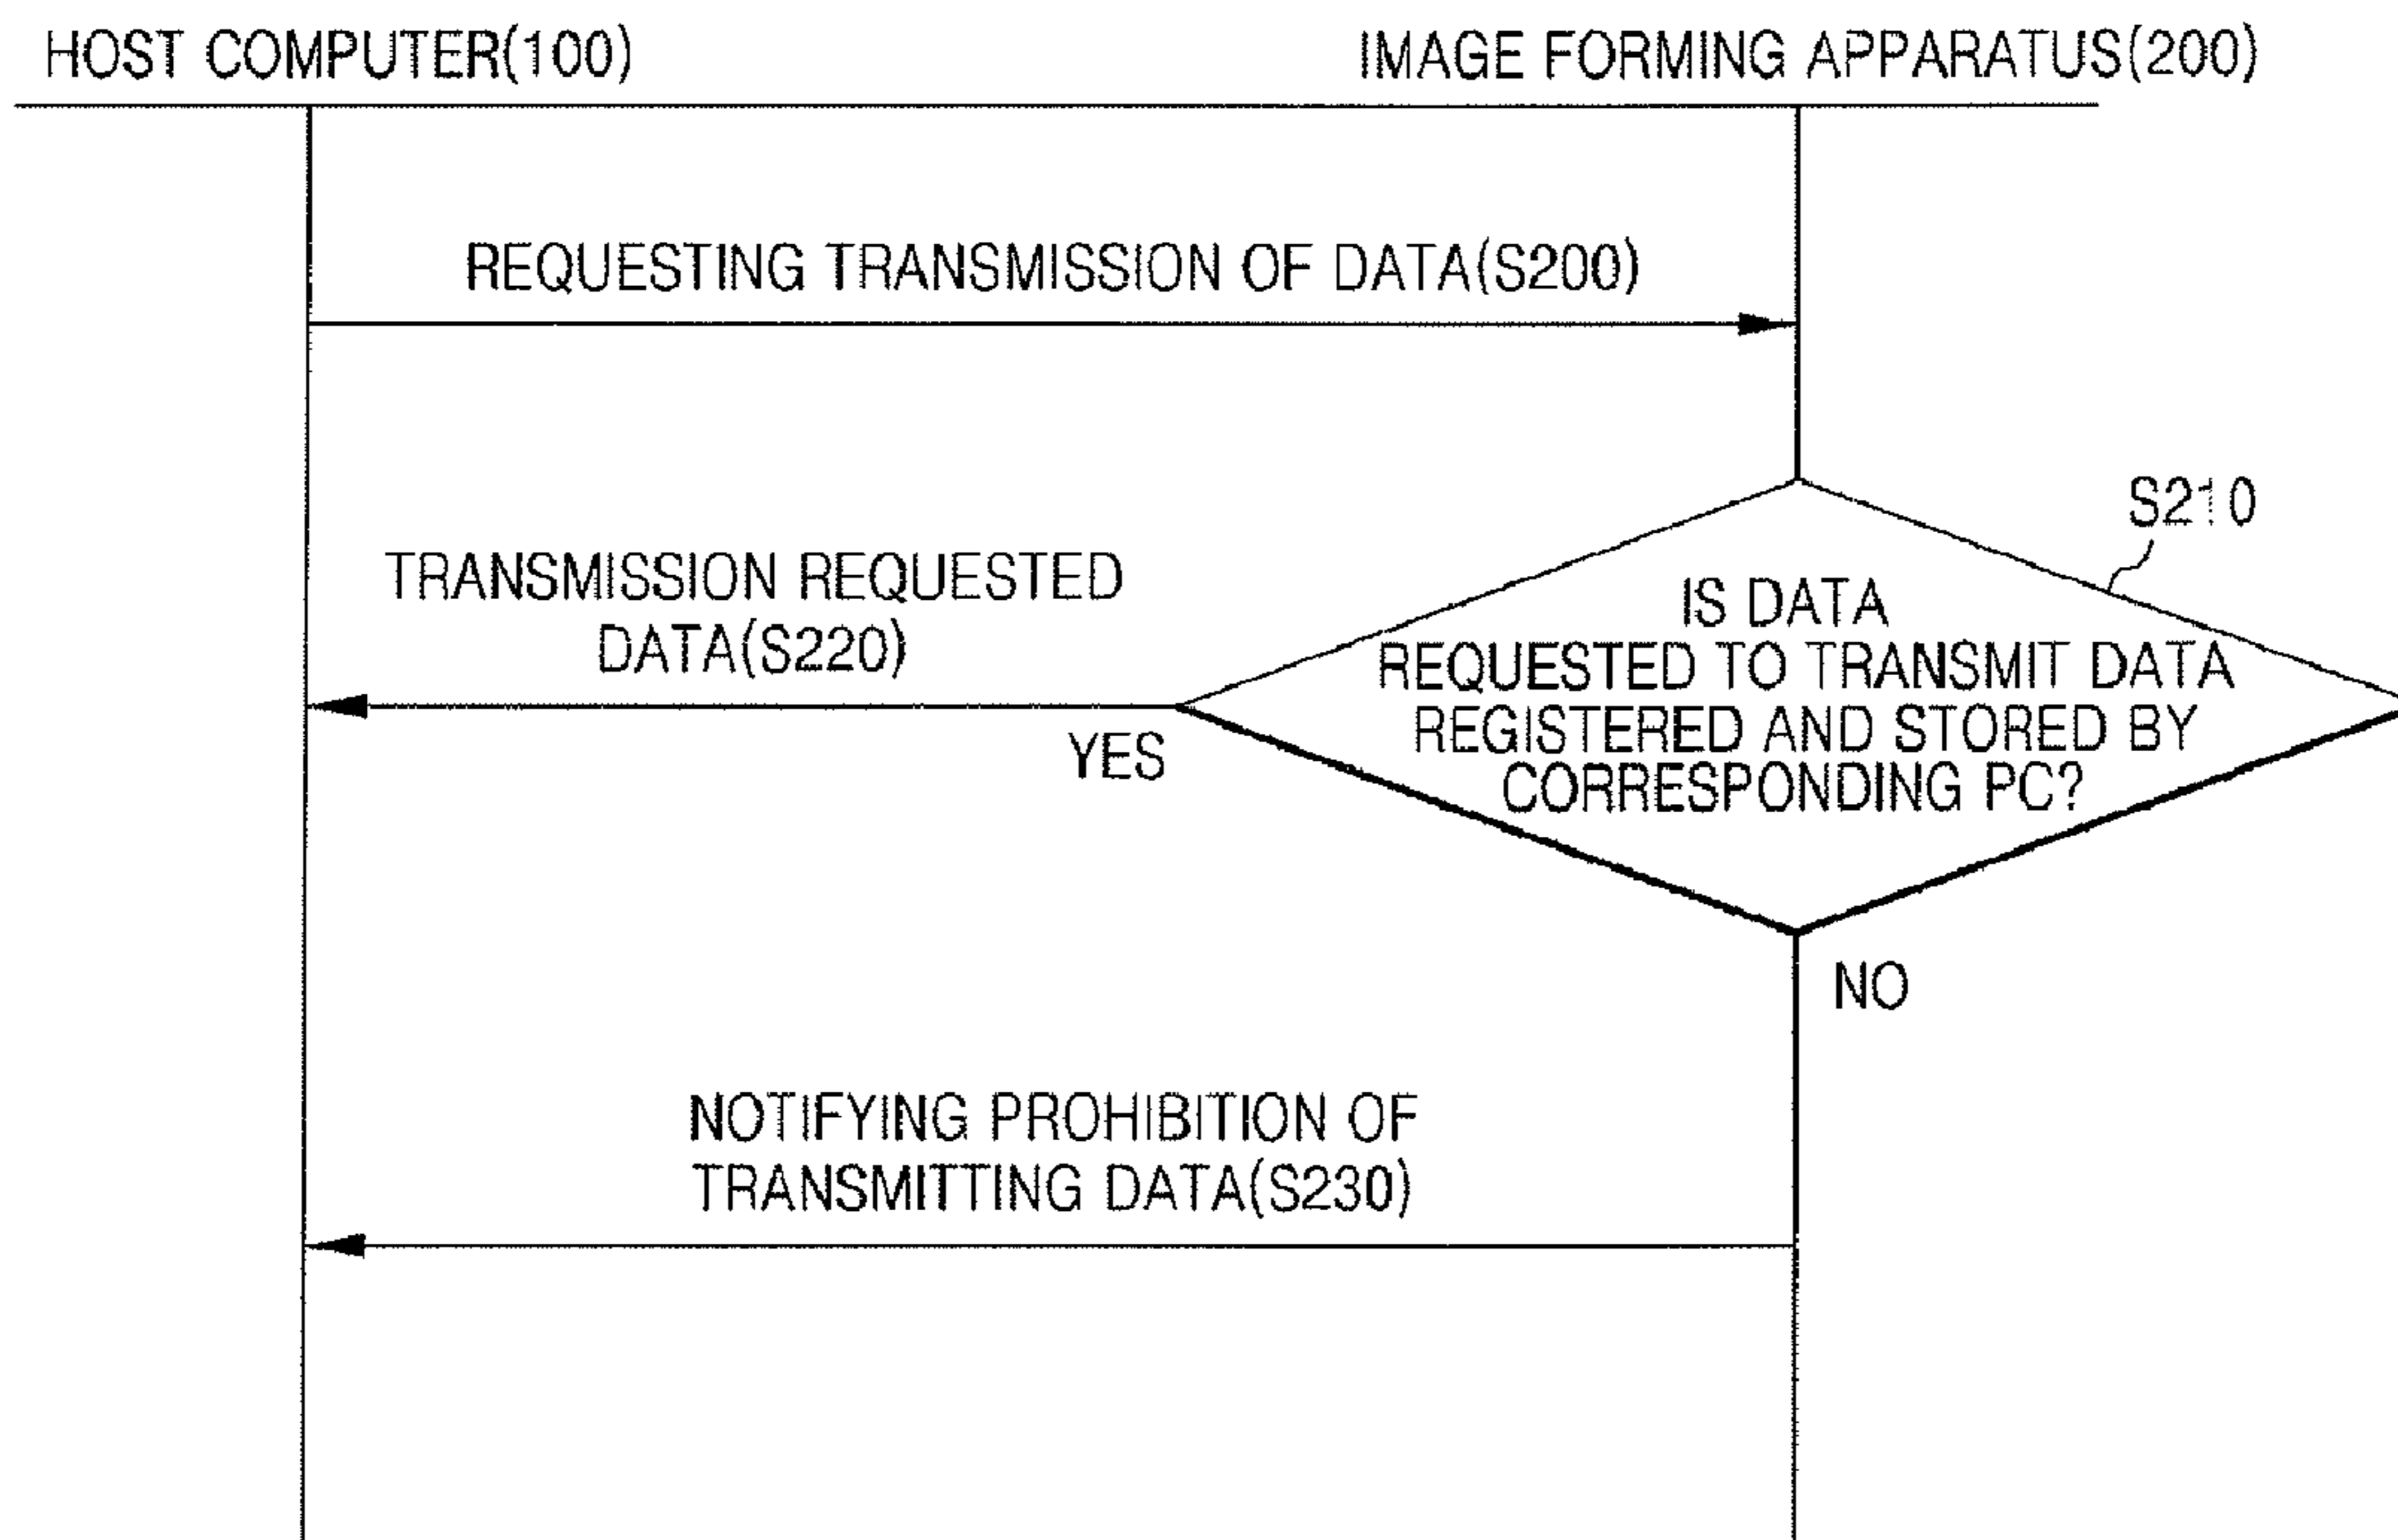 HOST COMPUTER(100)
IMAGE FORMING APPARATUS(200)
REQUESTING TRANSMISSION OF DATA(S200)
S210
IS DATA
REQUESTED TO TRANSMIT DATA
REGISTERED AND STORED BY
CORRESPONDING PC?
TRANSMISSION REQUESTED
DATA(S220)
YES
NO
NOTIFYING PROHIBITION OF
TRANSMITTING DATA(S230)